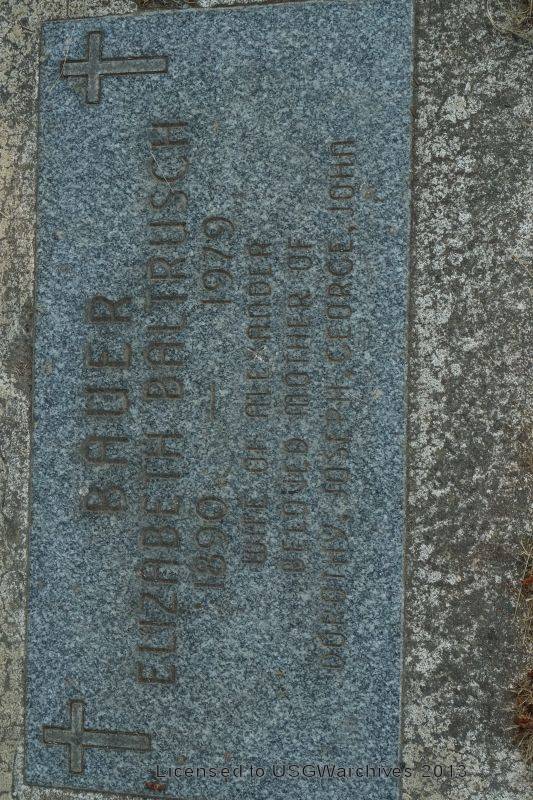 BAUER
ELIZABETH BALTRUSCH
1890 — 1979
WIFE OF ALEXANDER
BELOVED MOTHER OF
DOROTHY, JOSEPH, GEORGE, JOHN
Licensed to USGWarchives 2013